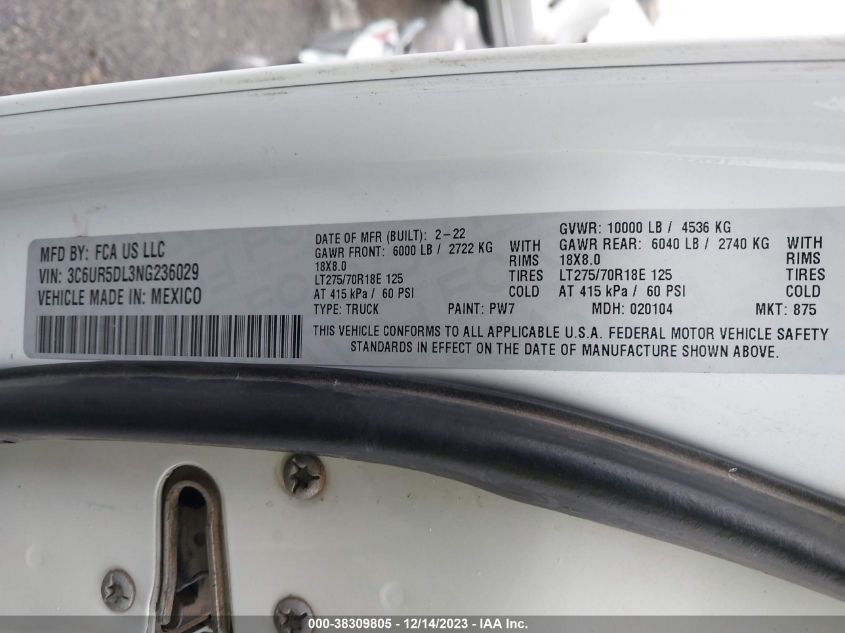 MFD BY: FCA US LLC
VIN: 3C6UR5DL3NG236029
VEHICLE MADE IN: MEXICO
DATE OF MFR (BUILT): 2-22
GAWR FRONT: 6000 LB / 2722 KG WITH
18X8.0 RIMS
LT275/70R18E 125 TIRES
AT 415 kPa / 60 PSI COLD
GVWR: 10000 LB / 4536 KG
GAWR REAR: 6040 LB / 2740 KG WITH
18X8.0 RIMS
LT275/70R18E 125 TIRES
AT 415 kPa / 60 PSI COLD
TYPE: TRUCK PAINT: PW7 MDH: 020104 MKT: 875
THIS VEHICLE CONFORMS TO ALL APPLICABLE U.S.A. FEDERAL MOTOR VEHICLE SAFETY
STANDARDS IN EFFECT ON THE DATE OF MANUFACTURE SHOWN ABOVE.
000-38309805 - 12/14/2023 - IAA Inc.